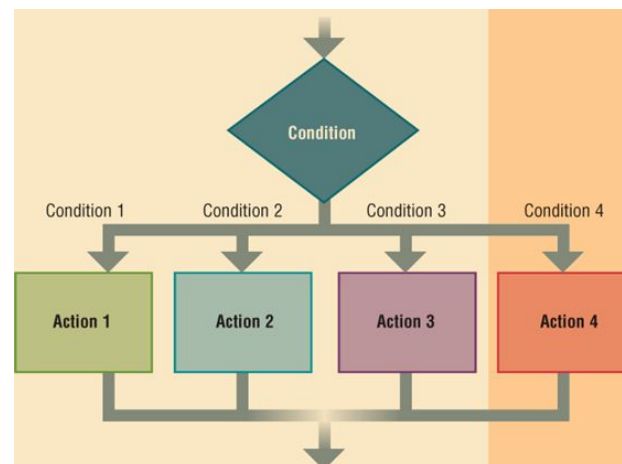 Condition
Condition 1
Condition 2
Condition 3
Condition 4
Action 1
Action 2
Action 3
Action 4